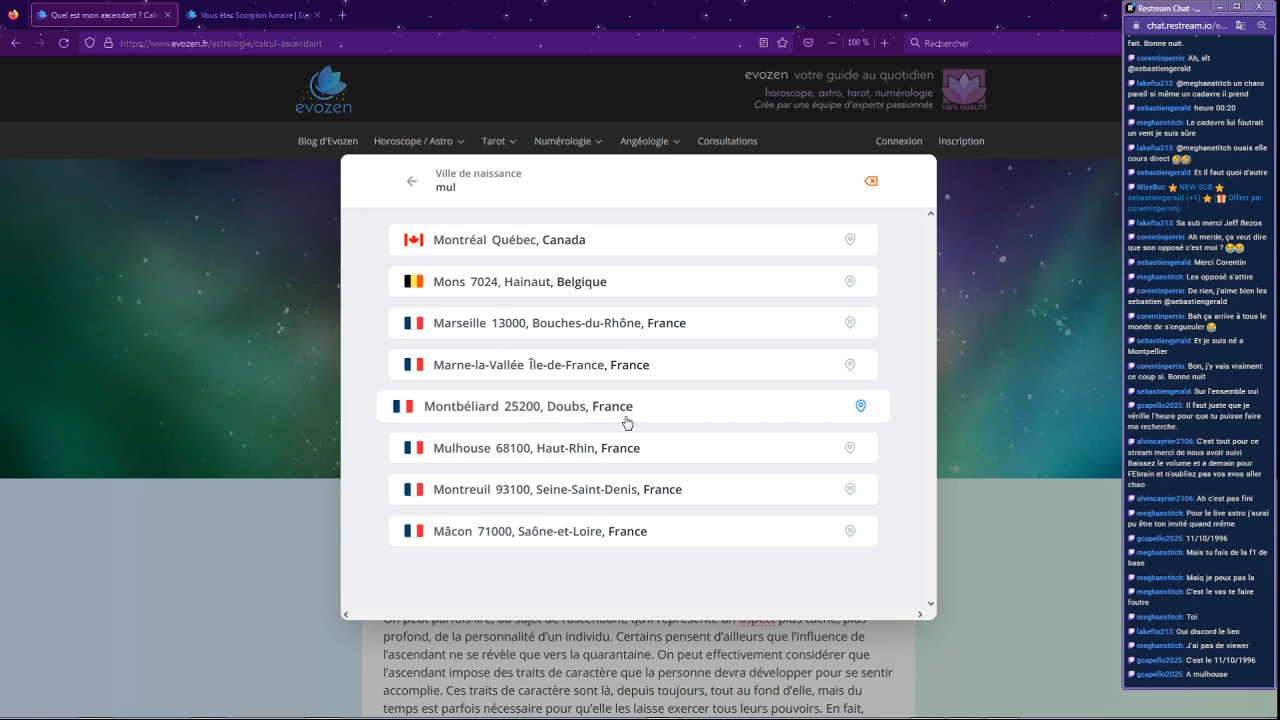 Quel est mon ascendant ? Calc
Vous êtes Scorpion lunaire | E
https://www.evozen.fr/astrologie/calcul-ascendant
100 %
Rechercher
evozen
evozen votre guide au quotidien
horoscope, astro, tarot, numérologie
Crée par une équipe d'experts passionnés
100% QUALITÉ
Blog d'Evozen
Horoscope / Astro
Tarot
Numérologie
Angéologie
Consultations
Connexion
Inscription
Ville de naissance
mul
Montréal Québec, Canada
Mons 7024, Hainaut, Belgique
Marseille 13000, Bouches-du-Rhône, France
Marne-la-Vallée Île-de-France, France
Montbéliard 25200, Doubs, France
Mulhouse 68100, Haut-Rhin, France
Montreuil 93100, Seine-Saint-Denis, France
Mâcon 71000, Saône-et-Loire, France
profonde de la personnalité d'un individu. Certains pensent d'ailleurs que l'influence de
l'ascendant n'apparaît que vers la quarantaine. On peut effectivement considérer que
l'ascendant apporte des traits de caractère que la personne devra développer pour se sentir
accomplie. Ces traits de caractère sont là, depuis toujours, tout au fond d'elle, mais du
temps est parfois nécessaire pour qu'elle les laisse exercer tous leurs pouvoirs. En fait,
Restream Chat -...
chat.restream.io/e...
fait. Bonne nuit.
corentinperrin: Ah, slt
@sebastiengerald
lakefta213: @meghanstitch un charo
pareil si même un cadavre il prend
sebastiengerald: heure 00:20
meghanstitch: Le cadavre lui foutrait
un vent je suis sûre
lakefta213: @meghanstitch ouais elle
cours direct 🤣🤣
sebastiengerald: Et il faut quoi d'autre
WizeBot: ⭐ NEW SUB ⭐
sebastiengerald (×1) ⭐ (🎁 Offert par
corentinperrin)
lakefta213: Sa sub merci Jeff Bezos
corentinperrin: Ah merde, ça veut dire
que son opposé c'est moi ? 😂😂
sebastiengerald: Merci Corentin
meghanstitch: Les opposé s'attire
corentinperrin: De rien, j'aime bien les
sebastien @sebastiengerald
corentinperrin: Bah ça arrive à tous le
monde de s'engueuler 😂
sebastiengerald: Et je suis né a
Montpellier
corentinperrin: Bon, j'y vais vraiment
ce coup si. Bonne nuit
sebastiengerald: Sur l'ensemble oui
gcapello2025: Il faut juste que je
vérifie l'heure pour que tu puisse faire
ma recherche.
alvincayrier2106: C'est tout pour ce
stream merci de nous avoir suivi
Baissez le volume et a demain pour
FEbrain et n'oubliez pas vos evos aller
chao
alvincayrier2106: Ah c'est pas fini
meghanstitch: Pour le live astro j'aurai
pu être ton invité quand même
gcapello2025: 11/10/1996
meghanstitch: Mais tu fais de la f1 de
base
meghanstitch: Maiq je peux pas la
meghanstitch: C'est le vas te faire
foutre
meghanstitch: Toi
lakefta213: Oui discord le lien
meghanstitch: J'ai pas de viewer
gcapello2025: C'est le 11/10/1996
gcapello2025: A mulhouse